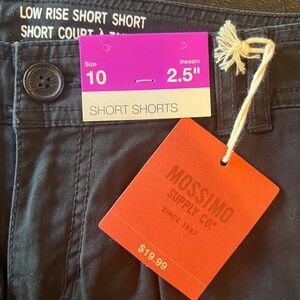 LOW RISE SHORT SHORT
SHORT COURT
Size
10
Inseam
2.5"
SHORT SHORTS
MOSSIMO
SUPPLY CO.
SINCE 1987
$19.99